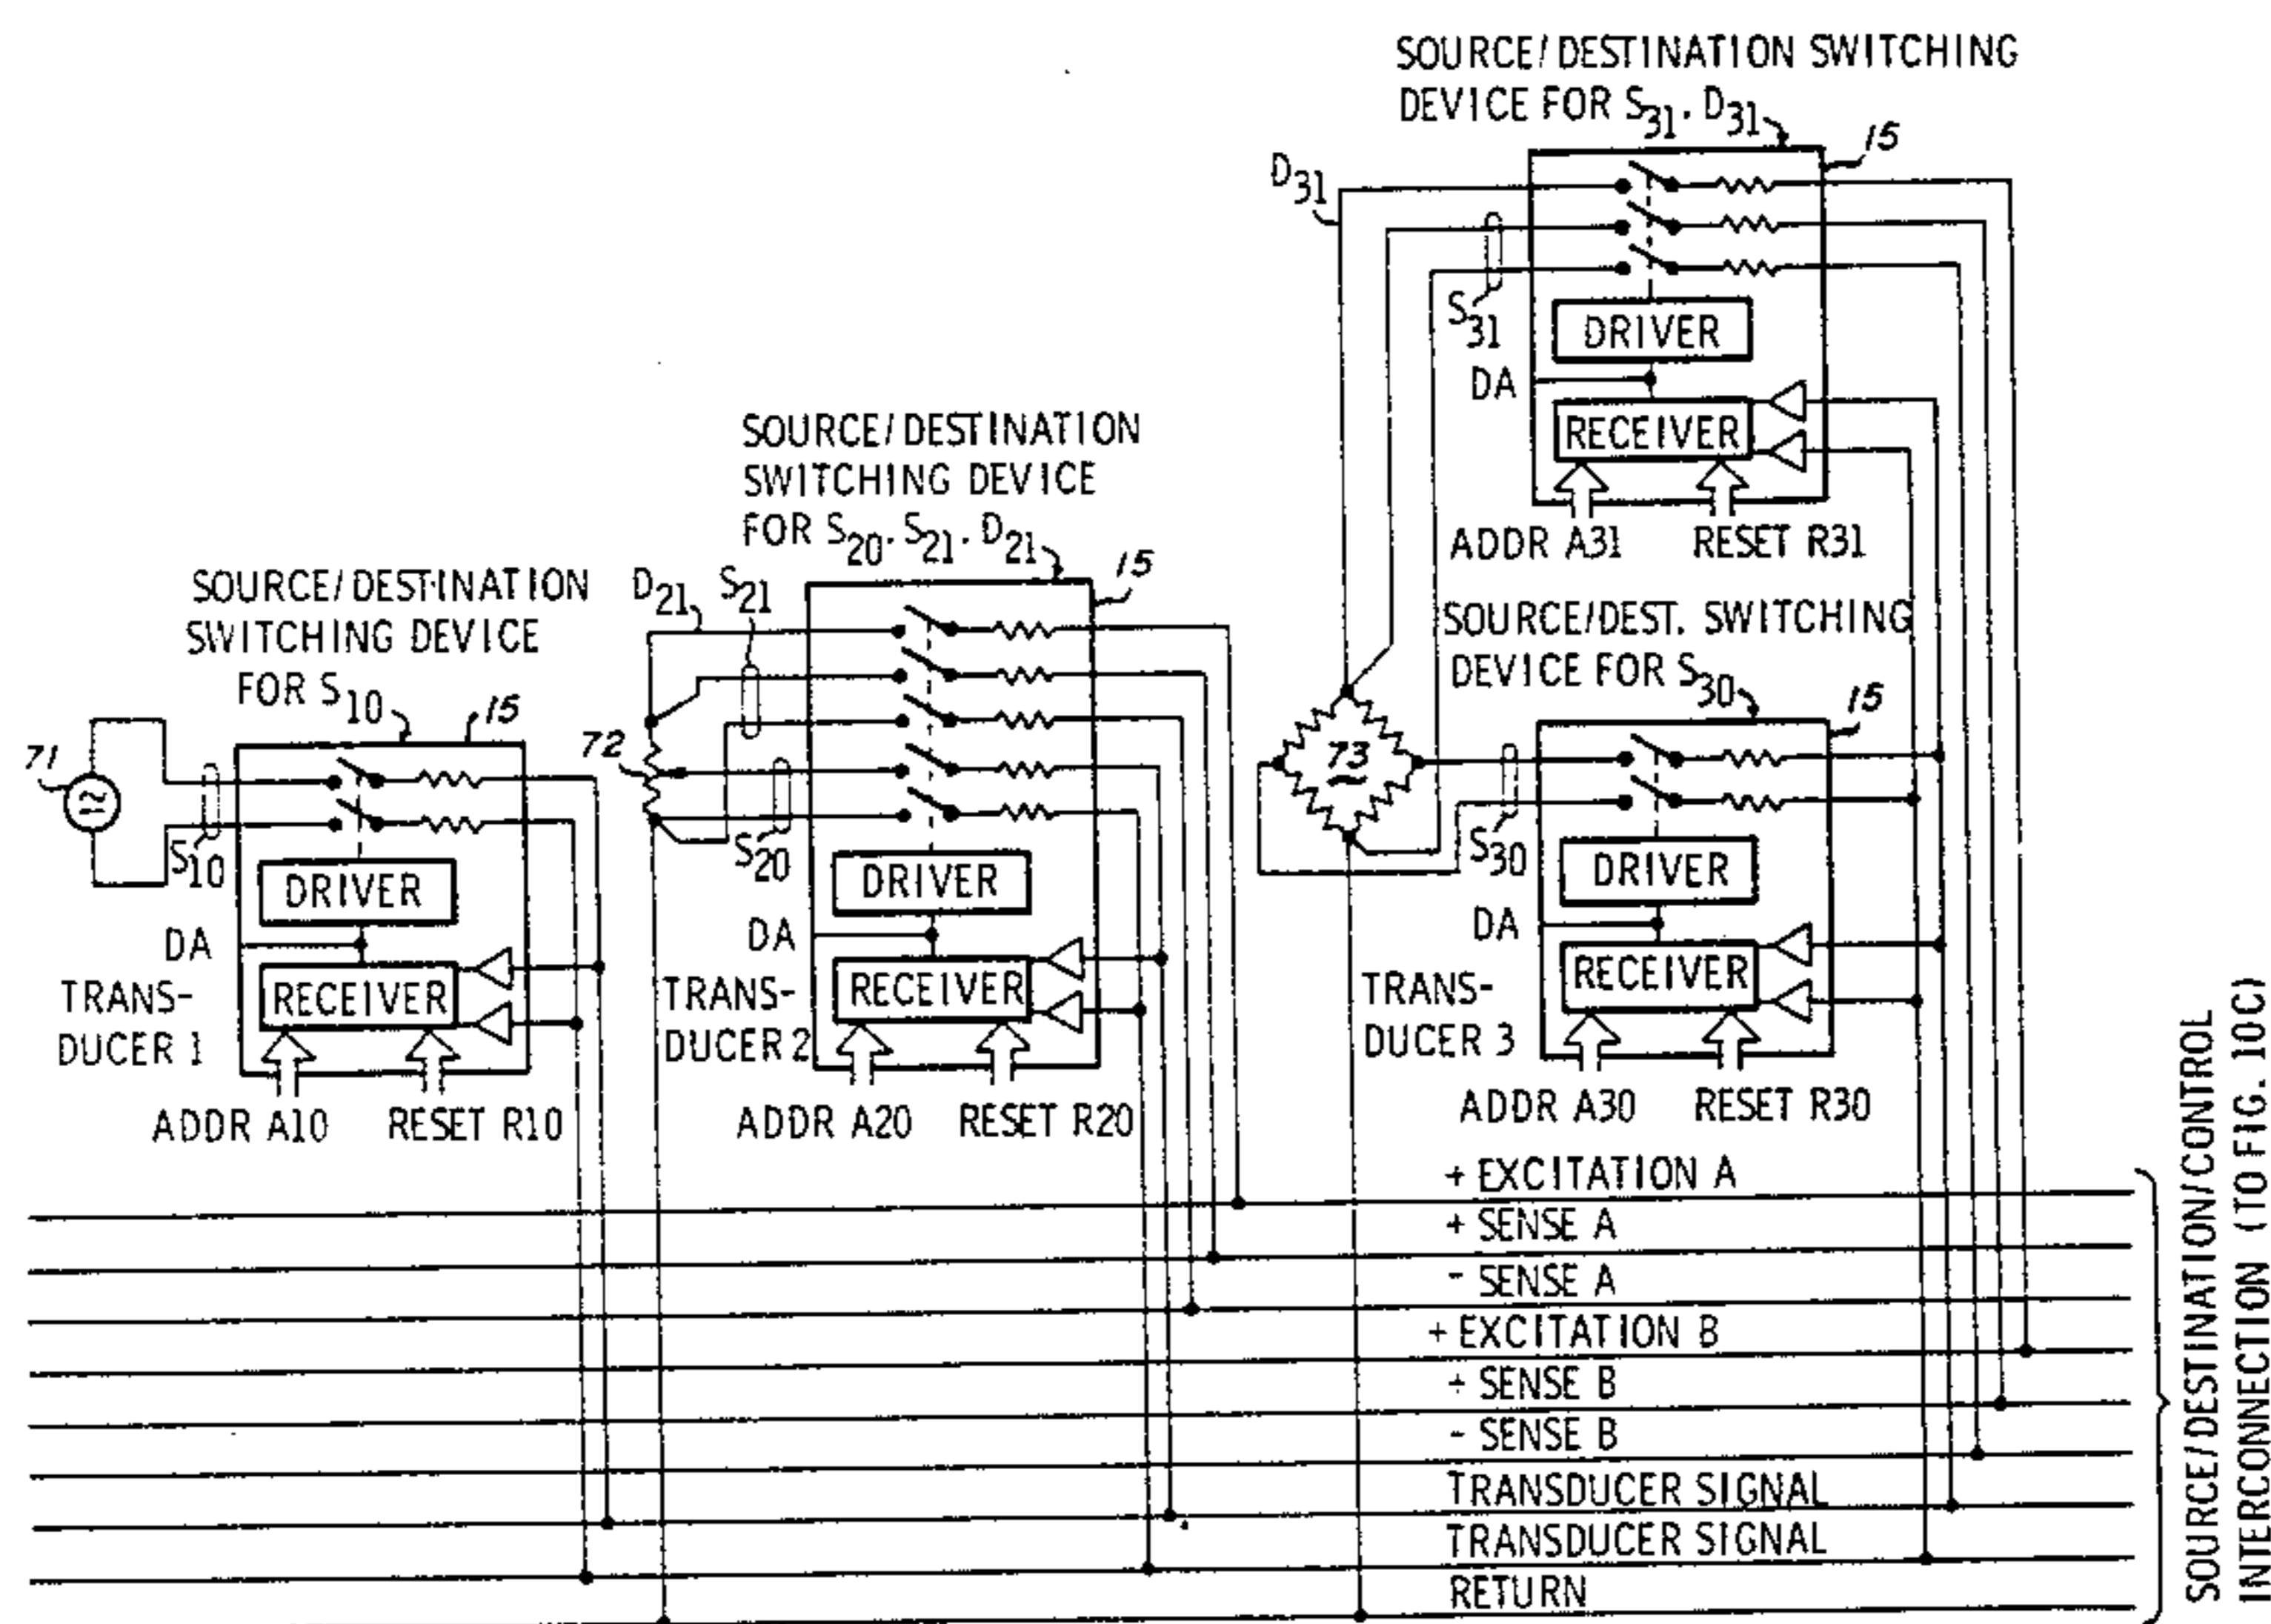 SOURCE/DESTINATION SWITCHING
DEVICE FOR S31, D31
15
D31
S31
DRIVER
DA
RECEIVER
ADDR A31 RESET R31
SOURCE/DESTINATION
SWITCHING DEVICE
FOR S20, S21, D21
15
D21 S21
72
S20
DRIVER
DA
RECEIVER
TRANS-
DUCER 2
ADDR A20 RESET R20
SOURCE/DESTINATION
SWITCHING DEVICE
FOR S10
15
71
S10
DRIVER
DA
RECEIVER
TRANS-
DUCER 1
ADDR A10 RESET R10
SOURCE/DEST. SWITCHING
DEVICE FOR S30
15
73
S30
DRIVER
DA
RECEIVER
TRANS-
DUCER 3
ADDR A30 RESET R30
+ EXCITATION A
+ SENSE A
- SENSE A
+ EXCITATION B
+ SENSE B
- SENSE B
TRANSDUCER SIGNAL
TRANSDUCER SIGNAL
RETURN
SOURCE/DESTINATION/CONTROL
INTERCONNECTION (TO FIG. 10C)